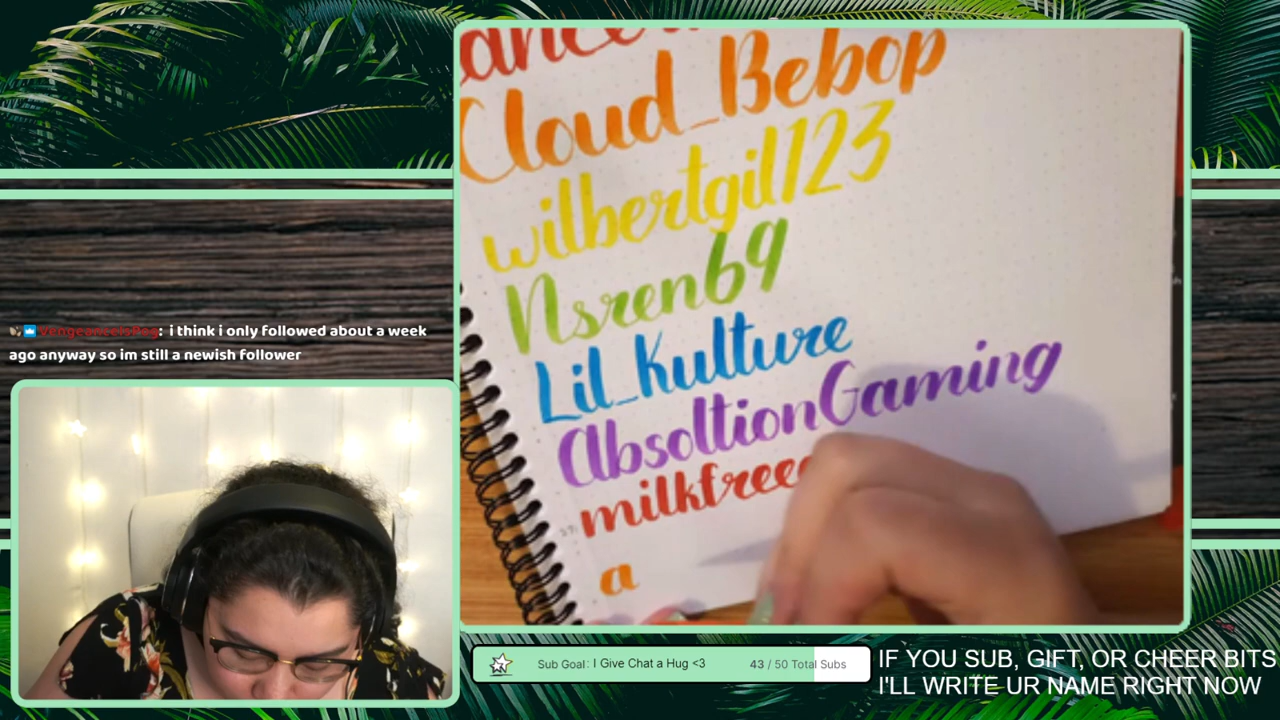 Cloud_Bebop
wilbertgil123
Nsren69
Lil_Kulture
AbsoltionGaming
milkfree
a
VengeanceIsReg: i think i only followed about a week
ago anyway so im still a newish follower
Sub Goal: I Give Chat a Hug <3 43 / 50 Total Subs
IF YOU SUB, GIFT, OR CHEER BITS
I'LL WRITE UR NAME RIGHT NOW